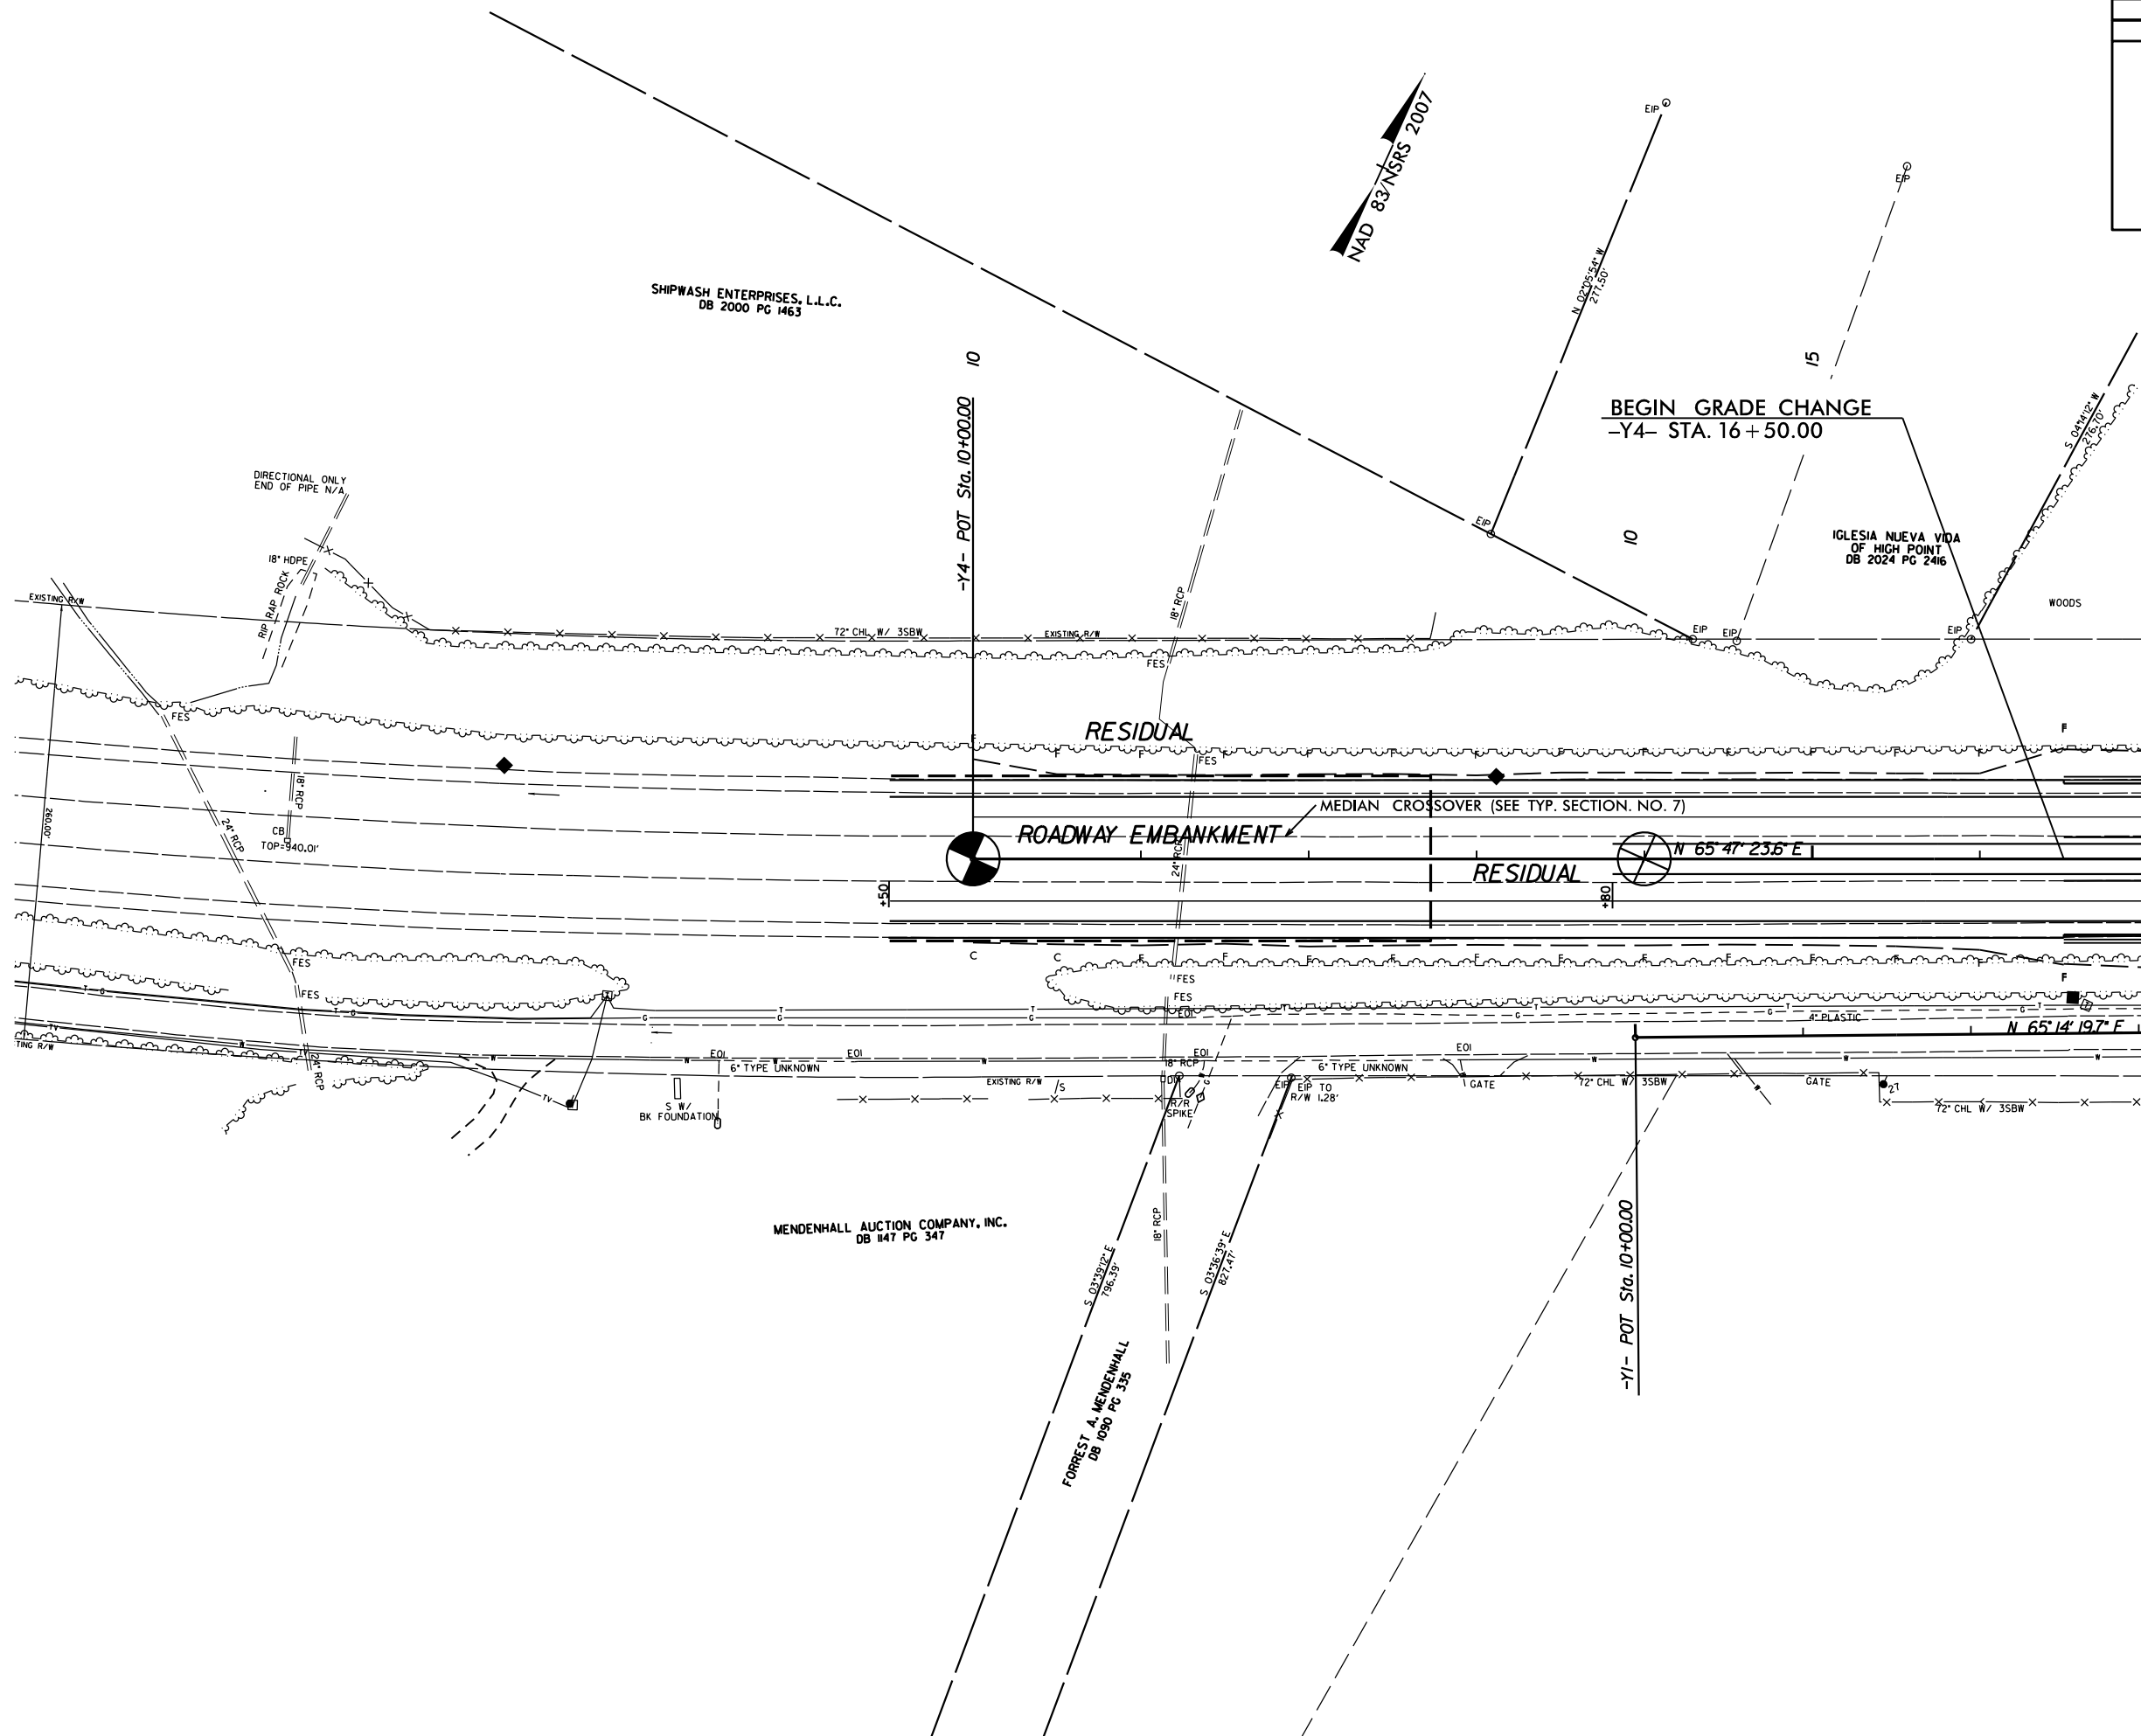 NAD 83/NSRS 2007
EIP
EIP
N 02°05'54" W
277.50'
SHIPWASH ENTERPRISES, L.L.C.
DB 2000 PG 1463
10
15
-Y4- POT Sta. 10+00.00
BEGIN GRADE CHANGE
-Y4- STA. 16+50.00
S 04°14'12" W
276.70'
DIRECTIONAL ONLY
END OF PIPE N/A
EIP
10
IGLESIA NUEVA VIDA
OF HIGH POINT
DB 2024 PG 2416
18" HDPE
RIP RAP ROCK
EXISTING R/W
18" RCP
WOODS
72" CHL W/ 3SBW
EXISTING R/W
EIP
EIP
EIP
FES
FES
RESIDUAL
FES
F
F
F
F
F
F
F
F
F
F
F
F
F
F
18" RCP
260.00'
24" RCP
CB
TOP=940.01'
MEDIAN CROSSOVER (SEE TYP. SECTION. NO. 7)
ROADWAY EMBANKMENT
24" RCP
N 65° 47' 23.6" E
RESIDUAL
+50
+80
C
C
F
F
F
F
F
F
F
F
F
F
F
F
FES
FES
FES
FES
T
G
T
G
T
G
T
G
T
G
T
G
T
G
EOI
4" PLASTIC
N 65° 14' 19.7" E
TV
TING R/W
W
W
24" RCP
EOI
EOI
EOI
EOI
W
W
W
W
W
W
6" TYPE UNKNOWN
18" RCP
6" TYPE UNKNOWN
EXISTING R/W
S
EIP
EIP TO
R/W 1.28'
GATE
72" CHL W/ 3SBW
GATE
27"
72" CHL W/ 3SBW
TV
S W/
BK FOUNDATION
R/R
SPIKE
MENDENHALL AUCTION COMPANY, INC.
DB 1147 PG 347
18" RCP
S 03°39'12" E
796.39'
S 03°36'39" E
827.47'
-Y1- POT Sta. 10+00.00
FORREST A. MENDENHALL
DB 1090 PG 335